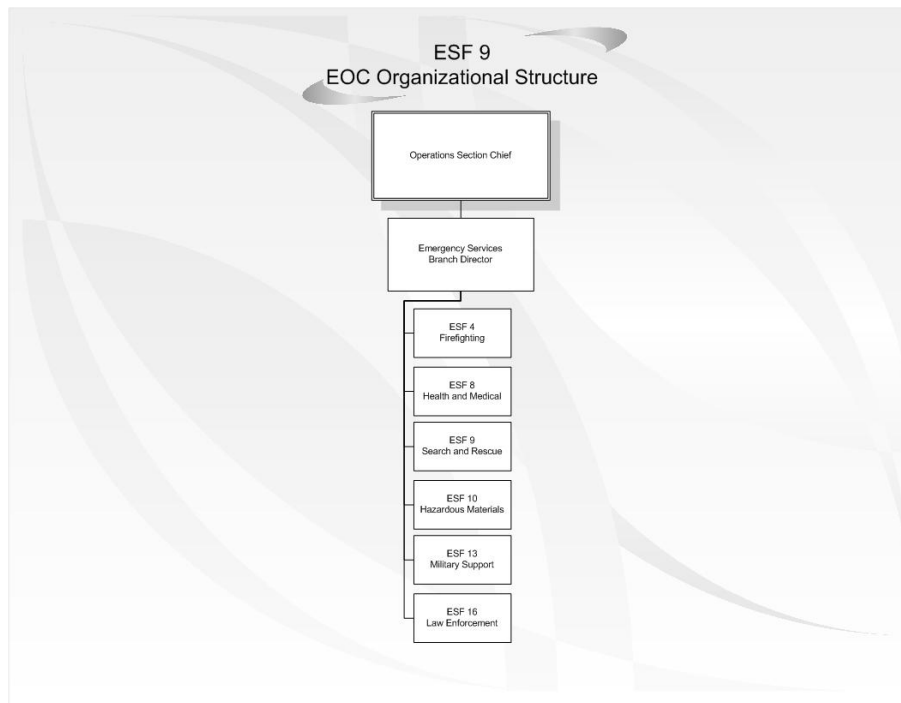 ESF 9
EOC Organizational Structure
Operations Section Chief
Emergency Services
Branch Director
ESF 4
Firefighting
ESF 8
Health and Medical
ESF 9
Search and Rescue
ESF 10
Hazardous Materials
ESF 13
Military Support
ESF 16
Law Enforcement